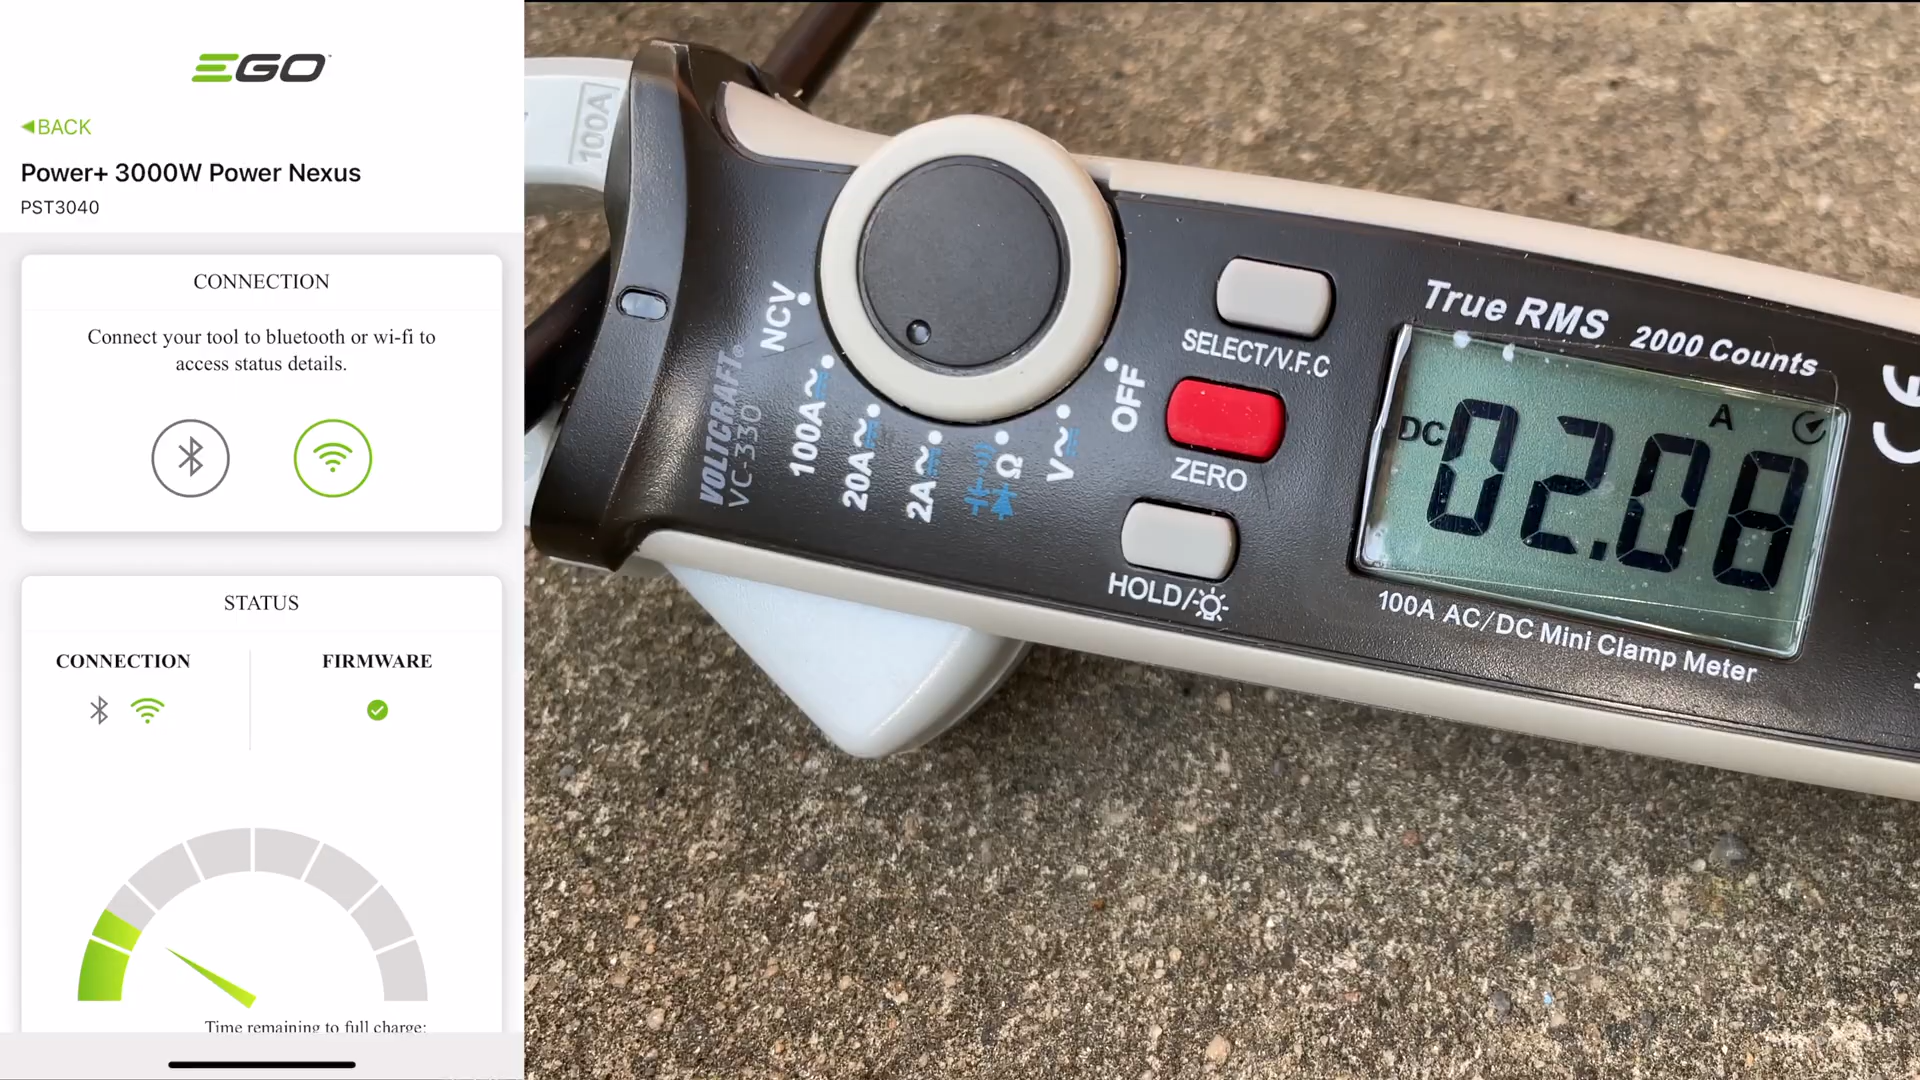 EGO
◀BACK
Power+ 3000W Power Nexus
PST3040
CONNECTION
Connect your tool to bluetooth or wi-fi to
access status details.
STATUS
CONNECTION
FIRMWARE
Time remaining to full charge:
100A
NCV
100A
20A
2A
Ω
V
OFF
VOLTCRAFT®
VC-330
SELECT/V.F.C
ZERO
HOLD/
True RMS 2000 Counts
DC
A
02.08
100A AC/DC Mini Clamp Meter
CE